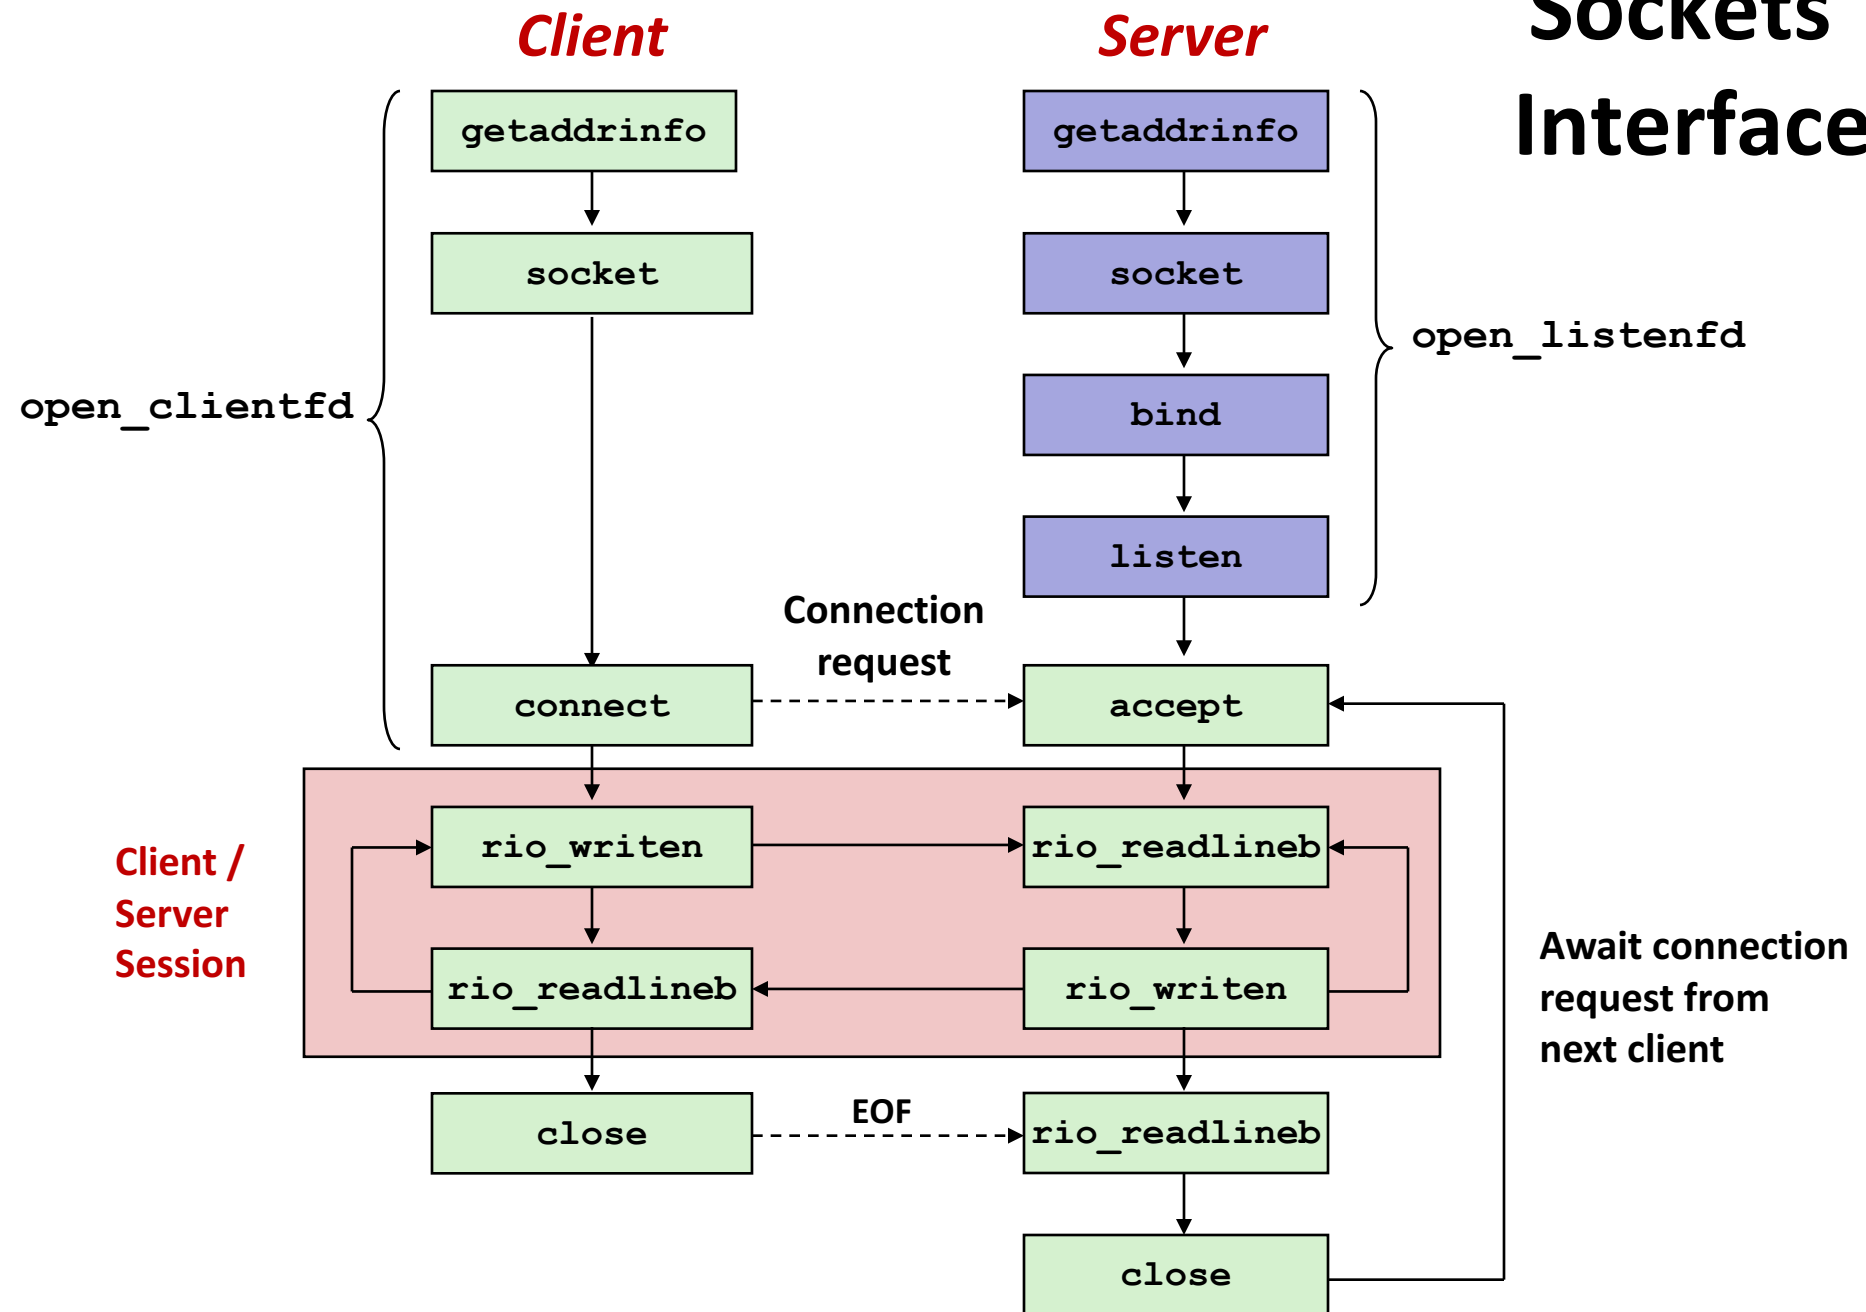 Sockets
Interface
Client
Server
getaddrinfo
getaddrinfo
socket
socket
open_listenfd
open_clientfd
bind
listen
Connection
request
connect
accept
Client /
Server
Session
rio_writen
rio_readlineb
rio_readlineb
rio_writen
Await connection
request from
next client
close
EOF
rio_readlineb
close